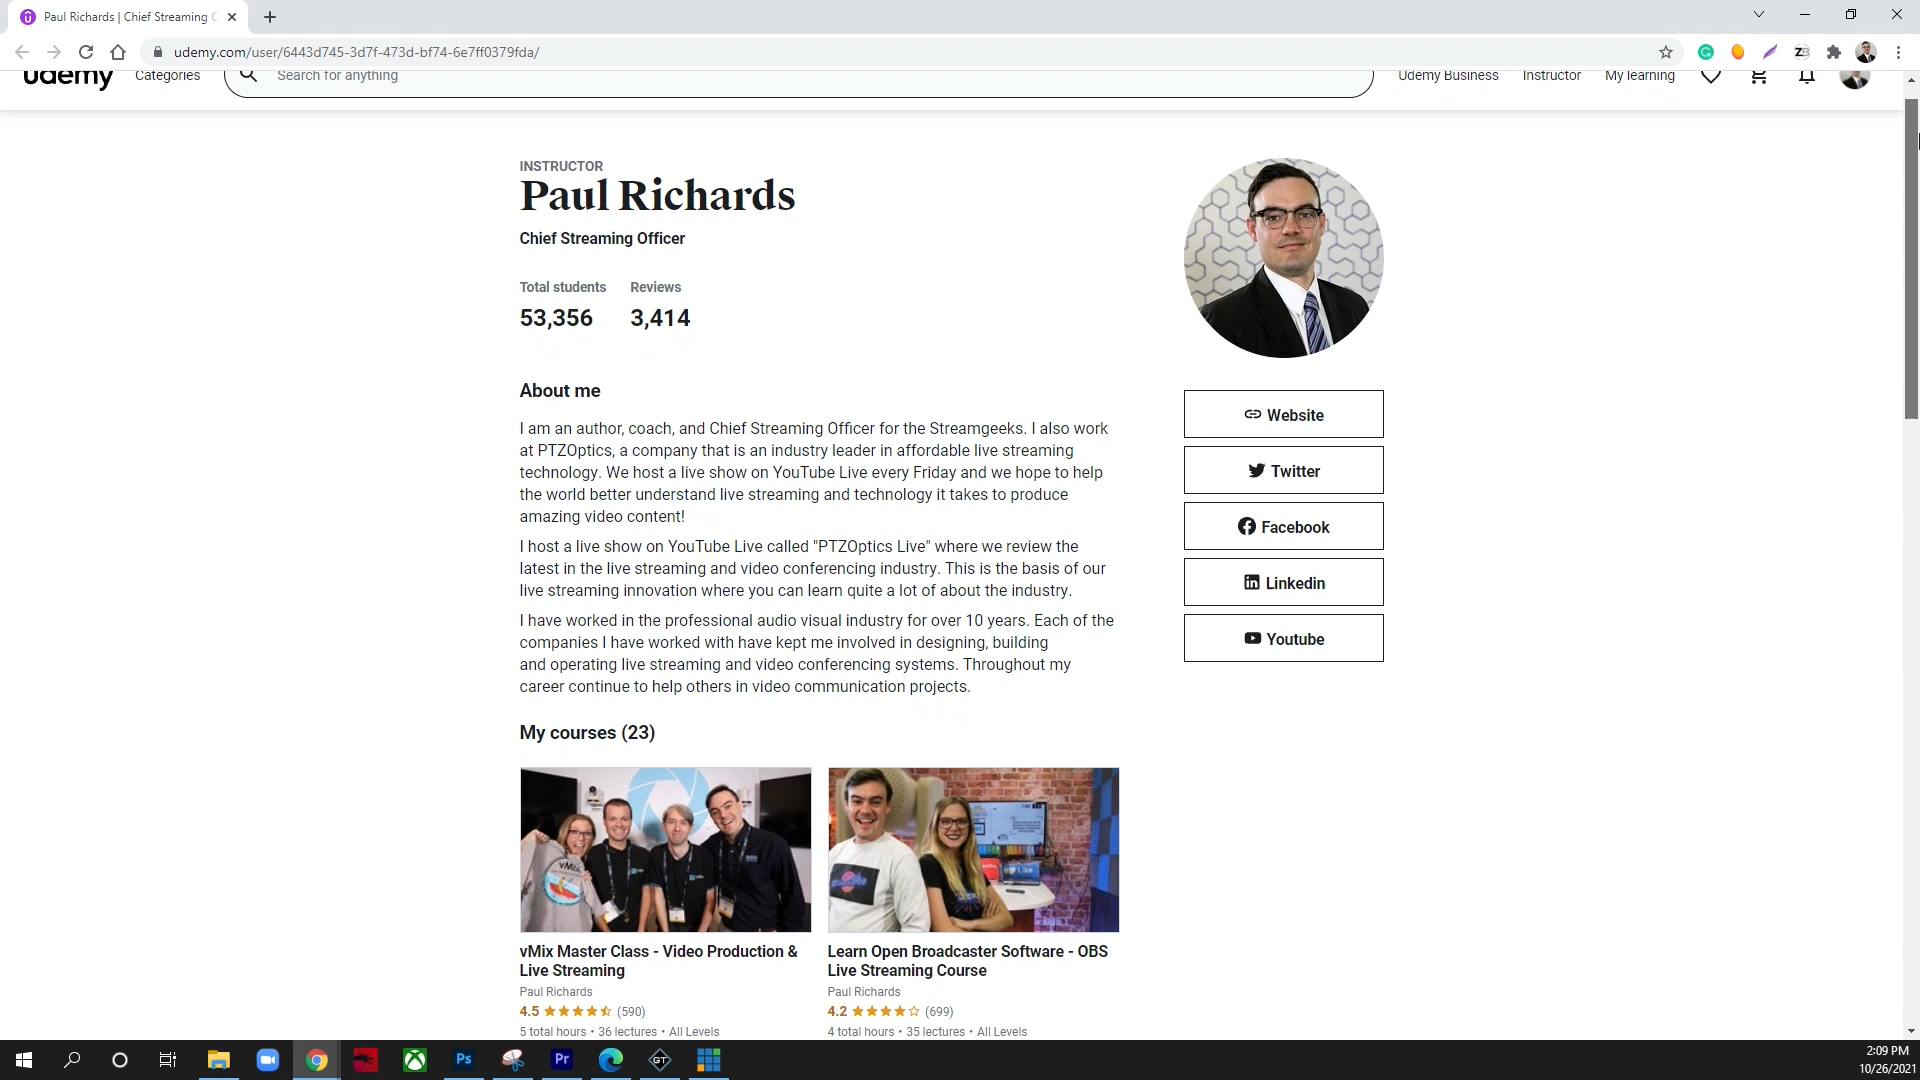 Paul Richards | Chief Streaming
udemy.com/user/6443d745-3d7f-473d-bf74-6e7ff0379fda/
udemy
Categories
Search for anything
Udemy Business
Instructor
My learning
INSTRUCTOR
Paul Richards
Chief Streaming Officer
Total students
Reviews
53,356
3,414
About me
I am an author, coach, and Chief Streaming Officer for the Streamgeeks. I also work
at PTZOptics, a company that is an industry leader in affordable live streaming
technology. We host a live show on YouTube Live every Friday and we hope to help
the world better understand live streaming and technology it takes to produce
amazing video content!
I host a live show on YouTube Live called "PTZOptics Live" where we review the
latest in the live streaming and video conferencing industry. This is the basis of our
live streaming innovation where you can learn quite a lot of about the industry.
I have worked in the professional audio visual industry for over 10 years. Each of the
companies I have worked with have kept me involved in designing, building
and operating live streaming and video conferencing systems. Throughout my
career continue to help others in video communication projects.
Website
Twitter
Facebook
Linkedin
Youtube
My courses (23)
vMix
vMix Master Class - Video Production &
Live Streaming
Paul Richards
4.5 (590)
5 total hours • 36 lectures • All Levels
Learn Open Broadcaster Software - OBS
Live Streaming Course
Paul Richards
4.2 (699)
4 total hours • 35 lectures • All Levels
Ps
Pr
GT
2:09 PM
10/26/2021